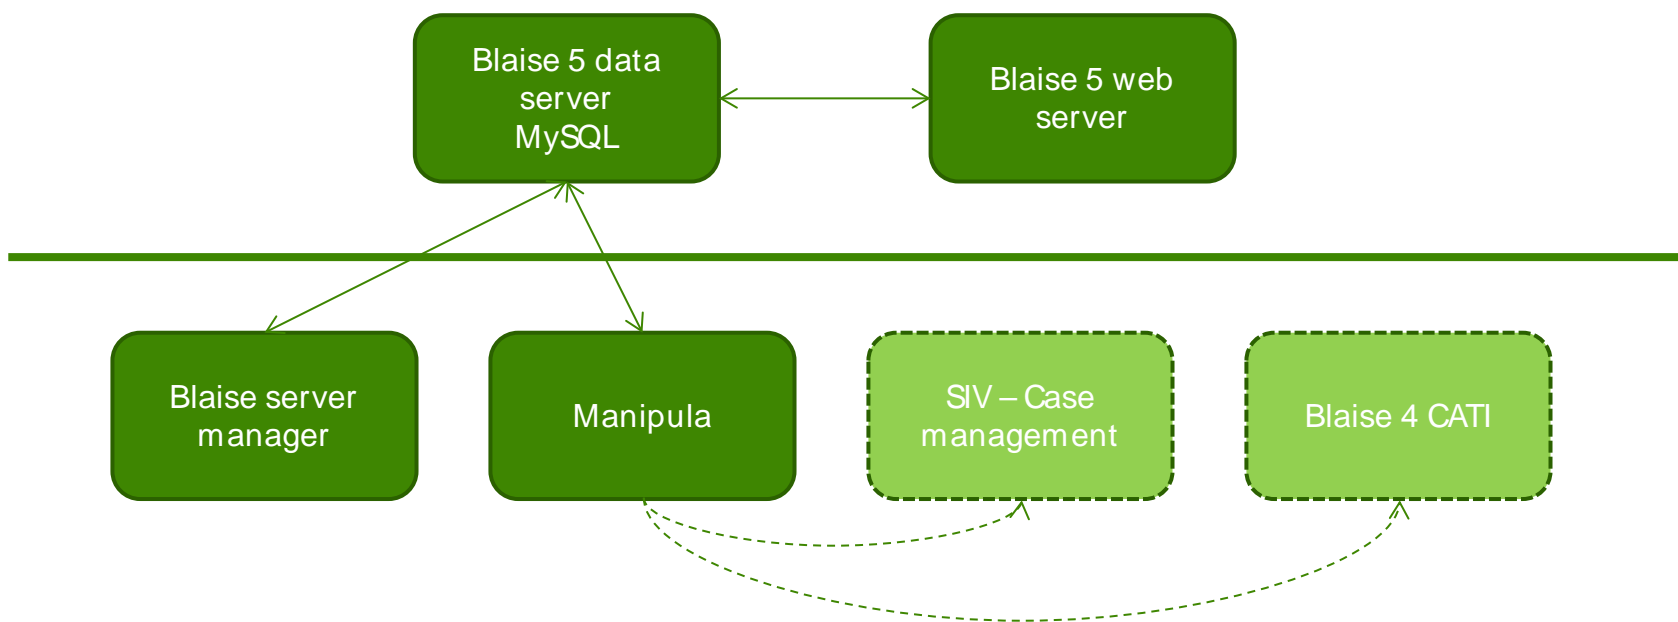 Blaise 5 data
server
MySQL
Blaise 5 web
server
Blaise server
manager
Manipula
SIV – Case
management
Blaise 4 CATI